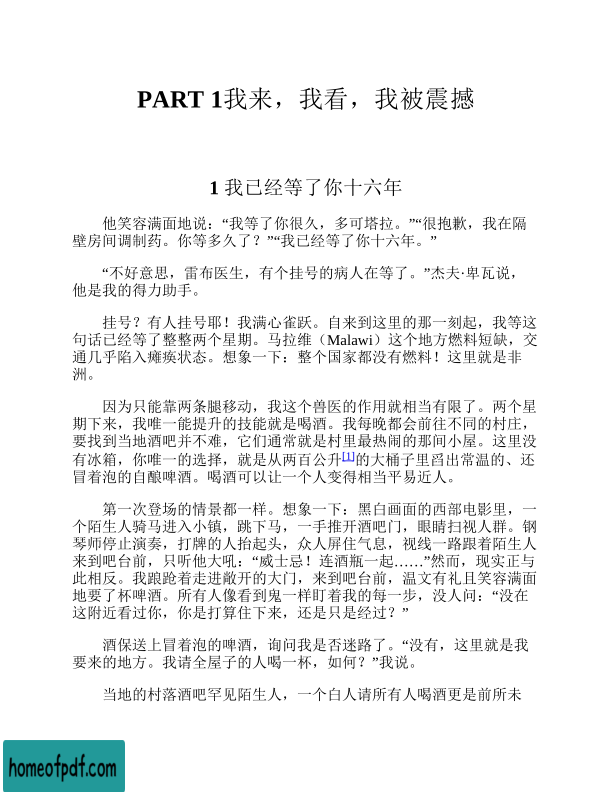 PART 1我来，我看，我被震撼
1 我已经等了你十六年
他笑容满面地说：“我等了你很久，多可塔拉。”“很抱歉，我在隔
壁房间调制药。你等多久了？”“我已经等了你十六年。”
“不好意思，雷布医生，有个挂号的病人在等了。”杰夫·卑瓦说，
他是我的得力助手。
挂号？有人挂号耶！我满心雀跃。自来到这里的那一刻起，我等这
句话已经等了整整两个星期。马拉维（Malawi）这个地方燃料短缺，交
通几乎陷入瘫痪状态。想象一下：整个国家都没有燃料！这里就是非
洲。
因为只能靠两条腿移动，我这个兽医的作用就相当有限了。两个星
期下来，我唯一能提升的技能就是喝酒。我每晚都会前往不同的村庄，
要找到当地酒吧并不难，它们通常就是村里最热闹的那间小屋。这里没
有冰箱，你唯一的选择，就是从两百公升[1]的大桶子里舀出常温的、还
冒着泡的自酿啤酒。喝酒可以让一个人变得相当平易近人。
第一次登场的情景都一样。想象一下：黑白画面的西部电影里，一
个陌生人骑马进入小镇，跳下马，一手推开酒吧门，眼睛扫视人群。钢
琴师停止演奏，打牌的人抬起头，众人屏住气息，视线一路跟着陌生人
来到吧台前，只听他大吼：“威士忌！连酒瓶一起……”然而，现实正与
此相反。我踉跄着走进敞开的大门，来到吧台前，温文有礼且笑容满面
地要了杯啤酒。所有人像看到鬼一样盯着我的每一步，没人问：“没在
这附近看过你，你是打算住下来，还是只是经过？”
酒保送上冒着泡的啤酒，询问我是否迷路了。“没有，这里就是我
要来的地方。我请全屋子的人喝一杯，如何？”我说。
当地的村落酒吧罕见陌生人，一个白人请所有人喝酒更是前所未
homeofpdf.com